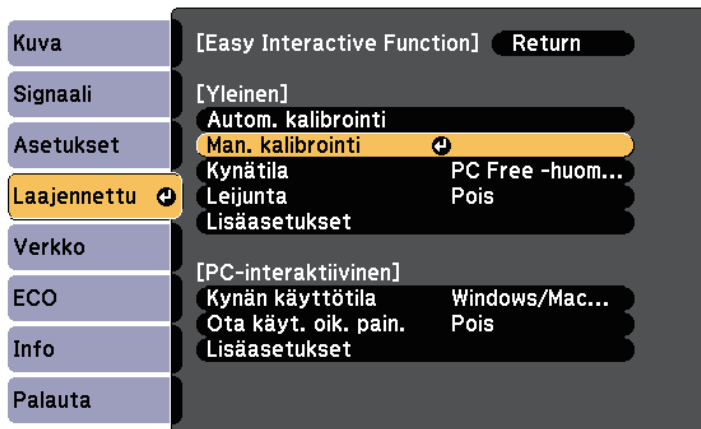 Kuva
Signaali
Asetukset
Laajennettu
Verkko
ECO
Info
Palauta
[Easy Interactive Function] Return
[Yleinen]
Autom. kalibrointi
Man. kalibrointi
Kynätila PC Free -huom...
Leijunta Pois
Lisäasetukset
[PC-interaktiivinen]
Kynän käyttötila Windows/Mac...
Ota käyt. oik. pain. Pois
Lisäasetukset